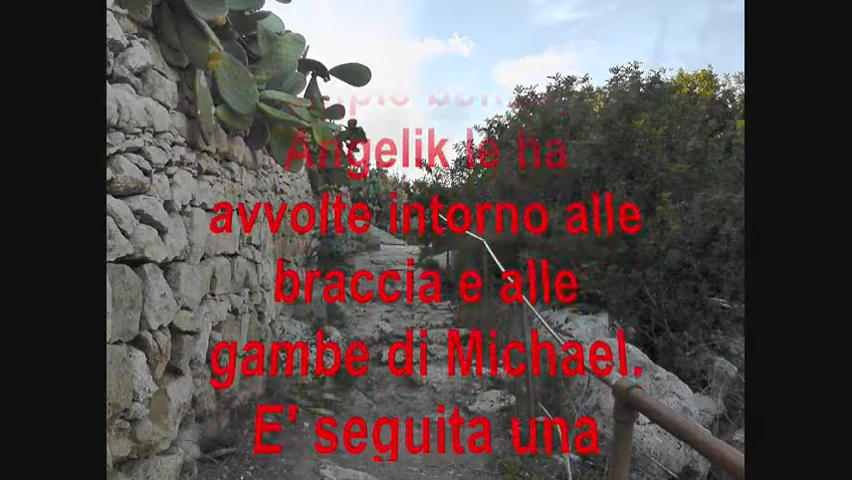 Angelik le ha
avvolte intorno alle
braccia e alle
gambe di Michael.
E' seguita una